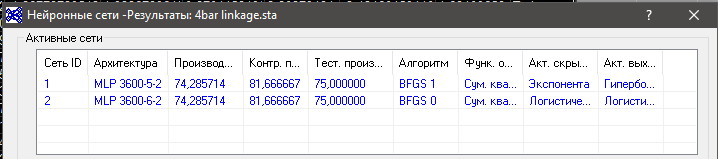 Нейронные сети -Результаты: 4bar linkage.sta
Активные сети
Сеть ID Архитектура Производ... Контр. п... Тест. произ... Алгоритм Функ. о... Акт. скры... Акт. вых...
1 MLP 3600-5-2 74,285714 81,666667 75,000000 BFGS 1 Сум. ква... Экспонента Гипербо...
2 MLP 3600-6-2 74,285714 81,666667 75,000000 BFGS 0 Сум. ква... Логистиче... Логисти...